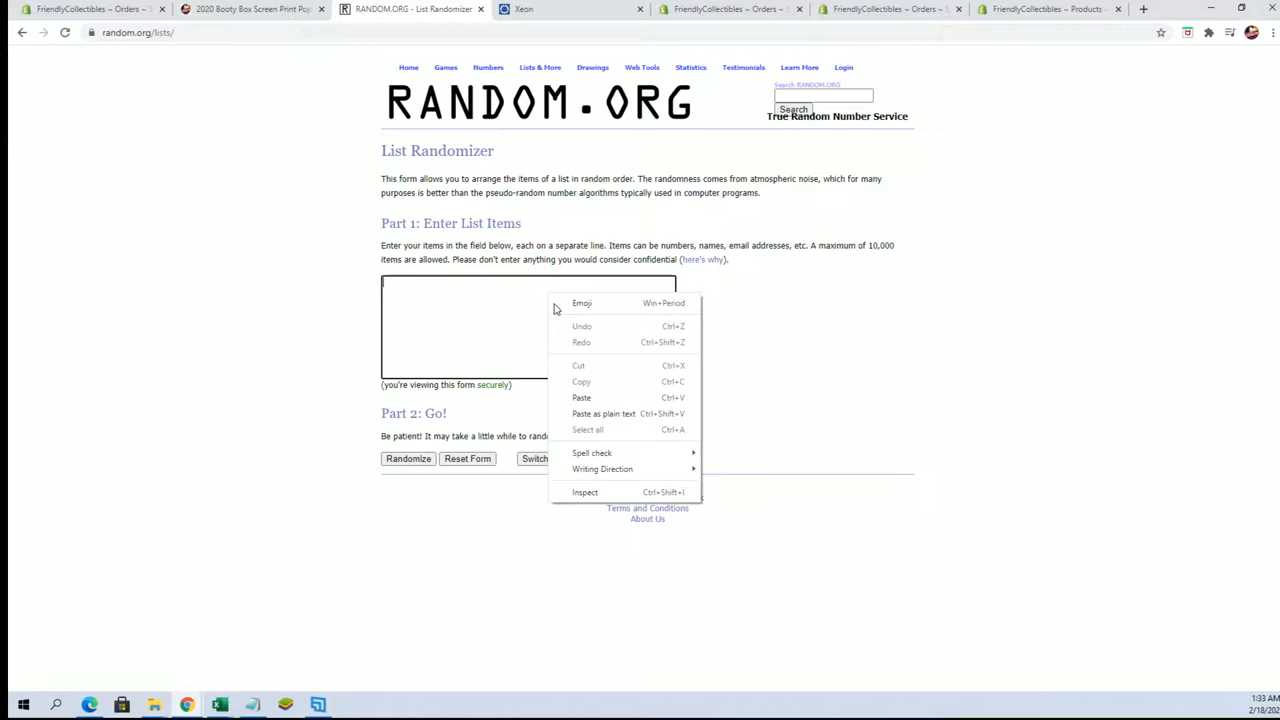 FriendlyCollectibles ~ Orders ~ S
2020 Booty Box Screen Print Pop
RANDOM.ORG - List Randomizer
Xeon
FriendlyCollectibles ~ Orders ~ S
FriendlyCollectibles ~ Orders ~ S
FriendlyCollectibles ~ Products ~
random.org/lists/
Home Games Numbers Lists & More Drawings Web Tools Statistics Testimonials Learn More Login
RANDOM.ORG
Search RANDOM.ORG
Search
True Random Number Service
List Randomizer
This form allows you to arrange the items of a list in random order. The randomness comes from atmospheric noise, which for many
purposes is better than the pseudo-random number algorithms typically used in computer programs.
Part 1: Enter List Items
Enter your items in the field below, each on a separate line. Items can be numbers, names, email addresses, etc. A maximum of 10,000
items are allowed. Please don't enter anything you would consider confidential (here's why).
Emoji Win+Period
Undo Ctrl+Z
Redo Ctrl+Shift+Z
Cut Ctrl+X
Copy Ctrl+C
Paste Ctrl+V
Paste as plain text Ctrl+Shift+V
Select all Ctrl+A
Spell check
Writing Direction
Inspect Ctrl+Shift+I
(you're viewing this form securely)
Part 2: Go!
Be patient! It may take a little while to rando
Randomize Reset Form Switch
Terms and Conditions
About Us
1:33 AM
2/18/202